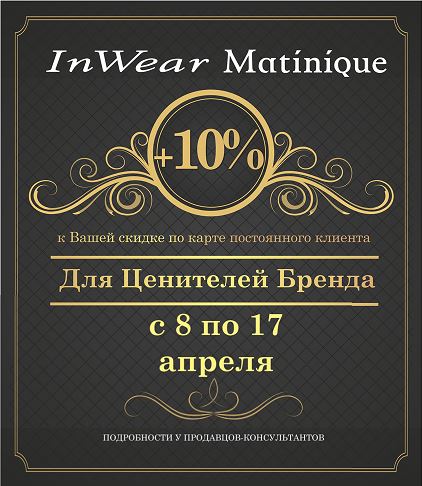 InWear Matinique
+10%
к Вашей скидке по карте постоянного клиента
Для Ценителей Бренда
с 8 по 17
апреля
ПОДРОБНОСТИ У ПРОДАВЦОВ-КОНСУЛЬТАНТОВ